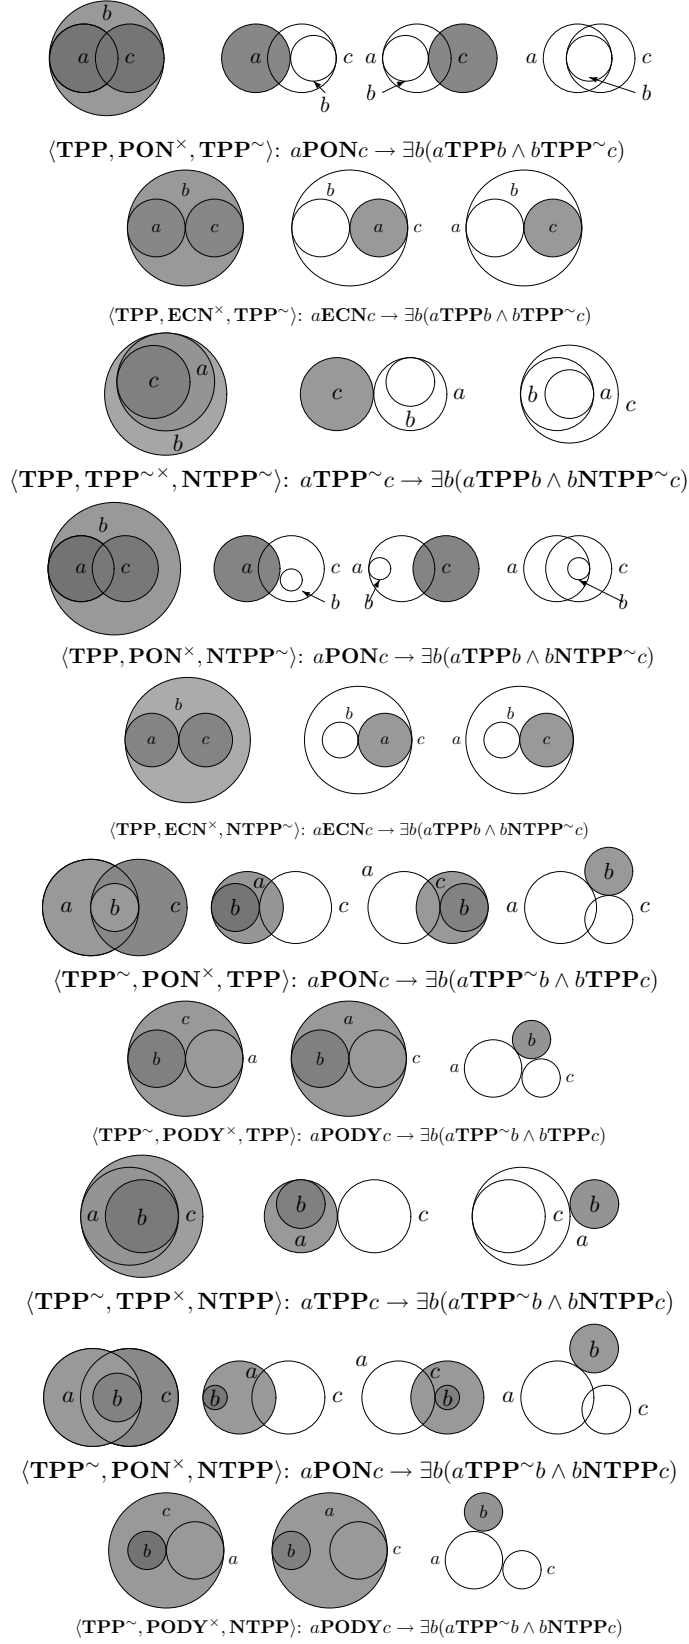 b
a c a c b a b c a c b
⟨TPP, PON×, TPP∼⟩: aPONc → ∃b(aTPPb ∧ bTPP∼c)
b b b
a c a c a c
⟨TPP, ECN×, TPP∼⟩: aECNc → ∃b(aTPPb ∧ bTPP∼c)
c a b c b a b a c
⟨TPP, TPP∼×, NTPP∼⟩: aTPP∼c → ∃b(aTPPb ∧ bNTPP∼c)
b
a c a c b a b c a c b
⟨TPP, PON×, NTPP∼⟩: aPONc → ∃b(aTPPb ∧ bNTPP∼c)
b b b
a c a c a c
⟨TPP, ECN×, NTPP∼⟩: aECNc → ∃b(aTPPb ∧ bNTPP∼c)
a b c b a c a c b a b c
⟨TPP∼, PON×, TPP⟩: aPONc → ∃b(aTPP∼b ∧ bTPPc)
c a b
b a b c a c
⟨TPP∼, PODY×, TPP⟩: aPODYc → ∃b(aTPP∼b ∧ bTPPc)
a b c b a c c b a
⟨TPP∼, TPP×, NTPP⟩: aTPPc → ∃b(aTPP∼b ∧ bNTPPc)
a b c b a c a c b a b c
⟨TPP∼, PON×, NTPP⟩: aPONc → ∃b(aTPP∼b ∧ bNTPPc)
c a b
b a b c a c
⟨TPP∼, PODY×, NTPP⟩: aPODYc → ∃b(aTPP∼b ∧ bNTPPc)